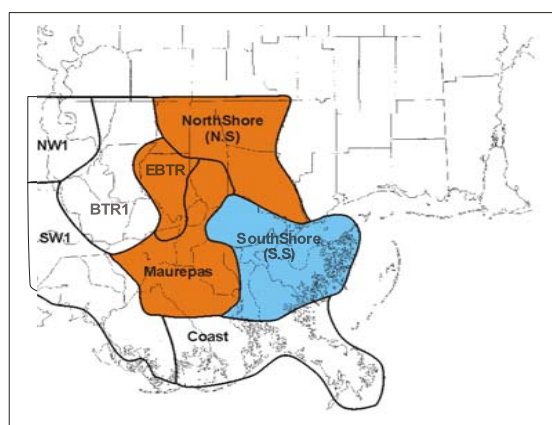 NorthShore
(N.S)
NW1
EBTR
BTR1
SW1
SouthShore
(S.S)
Maurepas
Coast